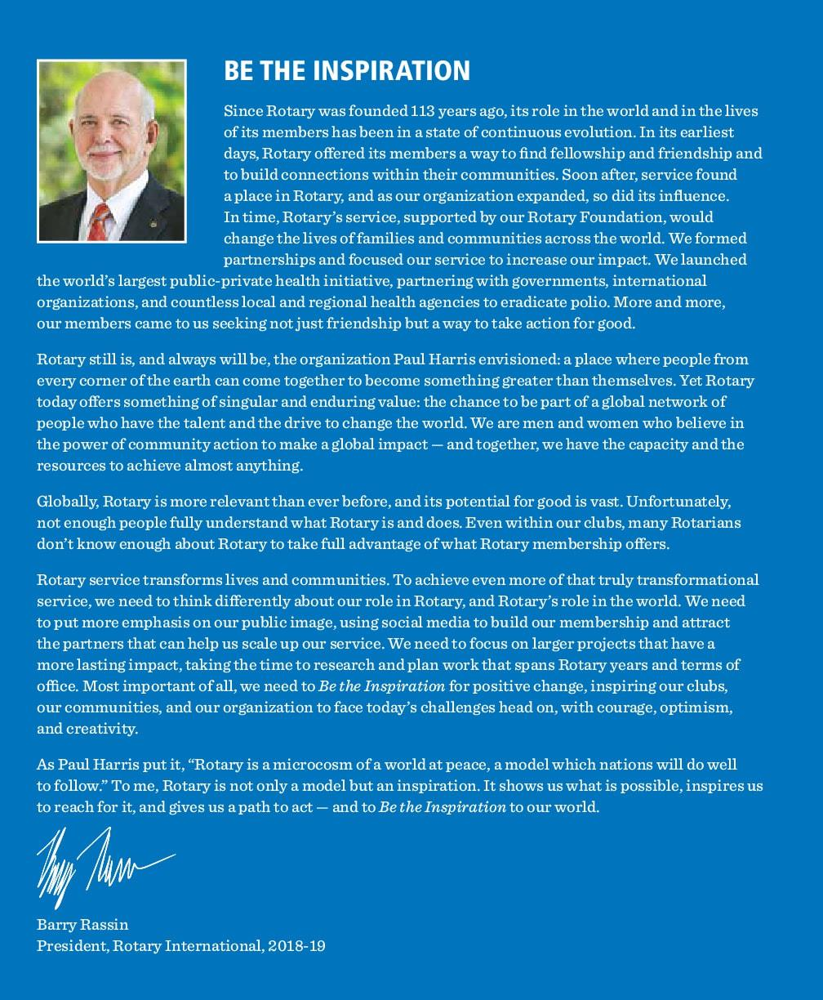 BE THE INSPIRATION
Since Rotary was founded 113 years ago, its role in the world and in the lives
of its members has been in a state of continuous evolution. In its earliest
days, Rotary offered its members a way to find fellowship and friendship and
to build connections within their communities. Soon after, service found
a place in Rotary, and as our organization expanded, so did its influence.
In time, Rotary’s service, supported by our Rotary Foundation, would
change the lives of families and communities across the world. We formed
partnerships and focused our service to increase our impact. We launched
the world’s largest public-private health initiative, partnering with governments, international
organizations, and countless local and regional health agencies to eradicate polio. More and more,
our members came to us seeking not just friendship but a way to take action for good.
Rotary still is, and always will be, the organization Paul Harris envisioned: a place where people from
every corner of the earth can come together to become something greater than themselves. Yet Rotary
today offers something of singular and enduring value: the chance to be part of a global network of
people who have the talent and the drive to change the world. We are men and women who believe in
the power of community action to make a global impact — and together, we have the capacity and the
resources to achieve almost anything.
Globally, Rotary is more relevant than ever before, and its potential for good is vast. Unfortunately,
not enough people fully understand what Rotary is and does. Even within our clubs, many Rotarians
don’t know enough about Rotary to take full advantage of what Rotary membership offers.
Rotary service transforms lives and communities. To achieve even more of that truly transformational
service, we need to think differently about our role in Rotary, and Rotary’s role in the world. We need
to put more emphasis on our public image, using social media to build our membership and attract
the partners that can help us scale up our service. We need to focus on larger projects that have a
more lasting impact, taking the time to research and plan work that spans Rotary years and terms of
office. Most important of all, we need to Be the Inspiration for positive change, inspiring our clubs,
our communities, and our organization to face today’s challenges head on, with courage, optimism,
and creativity.
As Paul Harris put it, “Rotary is a microcosm of a world at peace, a model which nations will do well
to follow.” To me, Rotary is not only a model but an inspiration. It shows us what is possible, inspires us
to reach for it, and gives us a path to act — and to Be the Inspiration to our world.
Barry Rassin
President, Rotary International, 2018-19